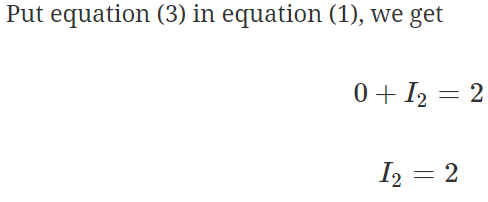 Put equation (3) in equation (1), we get
0 + I₂ = 2
I₂ = 2